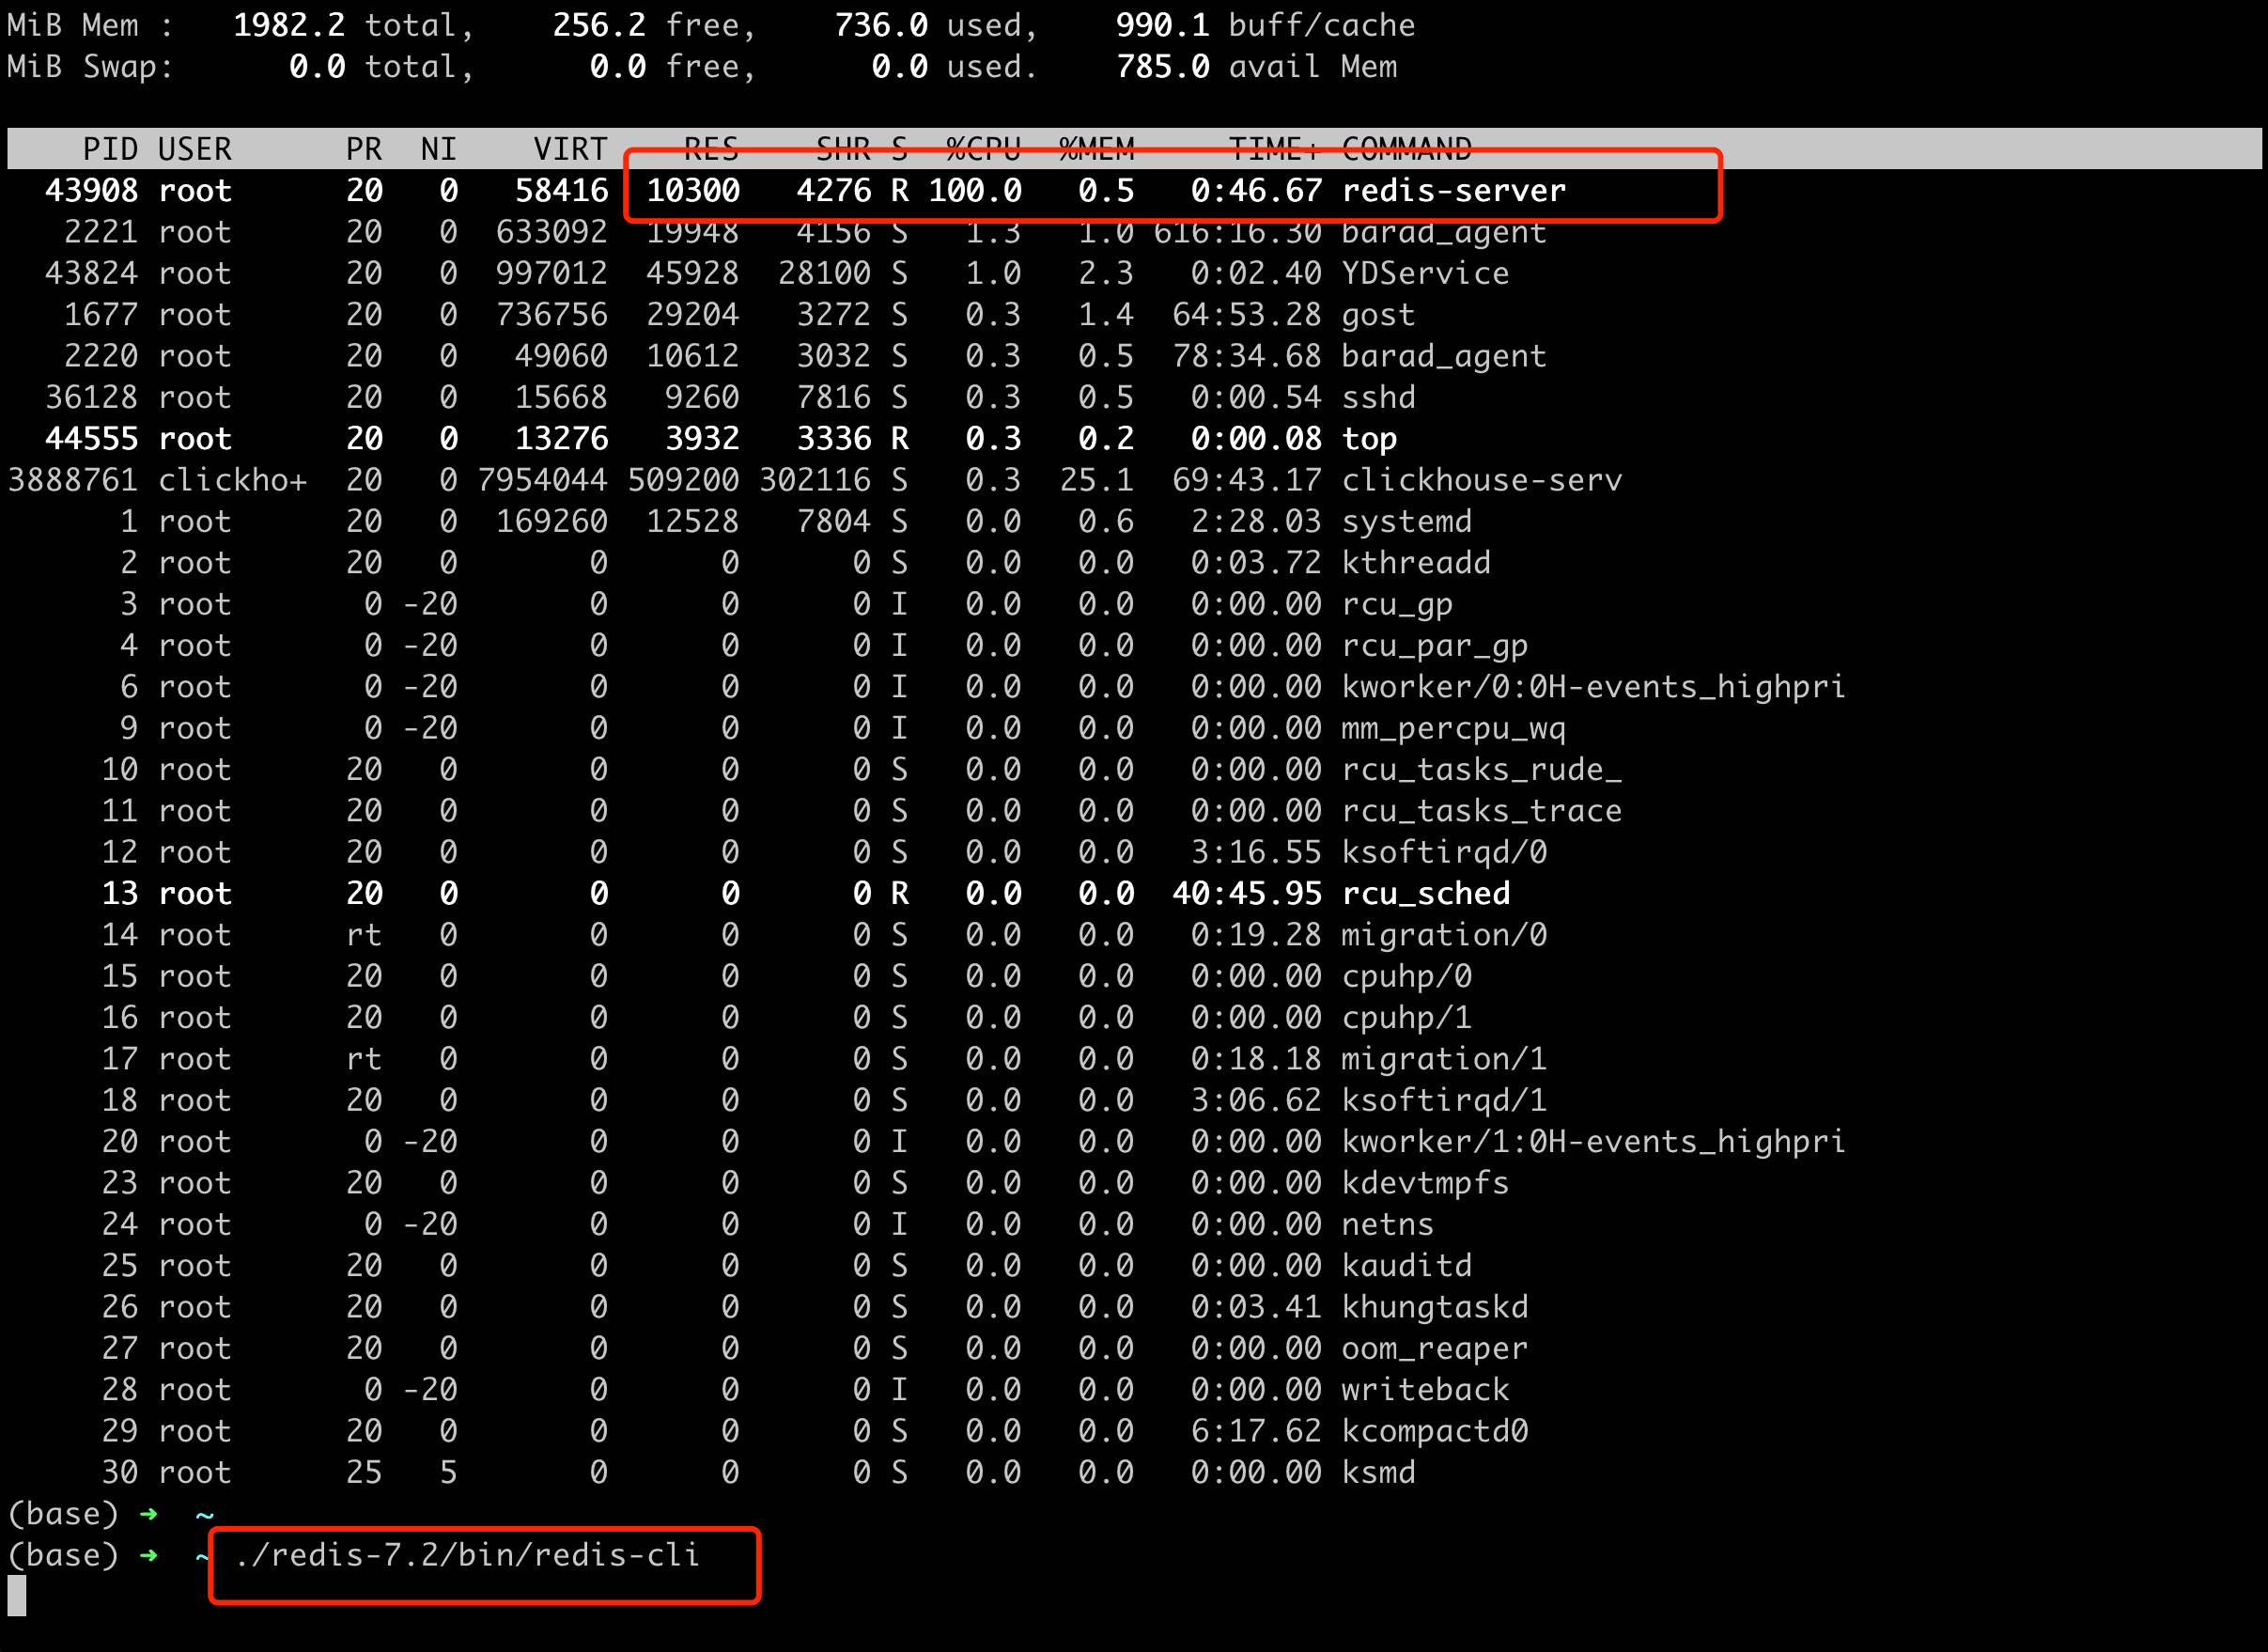 MiB Mem :   1982.2 total,    256.2 free,    736.0 used,    990.1 buff/cache
MiB Swap:      0.0 total,      0.0 free,      0.0 used.    785.0 avail Mem
    PID USER      PR  NI    VIRT    RES    SHR S  %CPU  %MEM     TIME+ COMMAND
  43908 root      20   0   58416  10300   4276 R 100.0   0.5   0:46.67 redis-server
   2221 root      20   0  633092  19948   4156 S   1.3   1.0 616:16.30 barad_agent
  43824 root      20   0  997012  45928  28100 S   1.0   2.3   0:02.40 YDService
   1677 root      20   0  736756  29204   3272 S   0.3   1.4  64:53.28 gost
   2220 root      20   0   49060  10612   3032 S   0.3   0.5  78:34.68 barad_agent
  36128 root      20   0   15668   9260   7816 S   0.3   0.5   0:00.54 sshd
  44555 root      20   0   13276   3932   3336 R   0.3   0.2   0:00.08 top
3888761 clickho+  20   0 7954044 509200 302116 S   0.3  25.1  69:43.17 clickhouse-serv
      1 root      20   0  169260  12528   7804 S   0.0   0.6   2:28.03 systemd
      2 root      20   0       0      0      0 S   0.0   0.0   0:03.72 kthreadd
      3 root       0 -20       0      0      0 I   0.0   0.0   0:00.00 rcu_gp
      4 root       0 -20       0      0      0 I   0.0   0.0   0:00.00 rcu_par_gp
      6 root       0 -20       0      0      0 I   0.0   0.0   0:00.00 kworker/0:0H-events_highpri
      9 root       0 -20       0      0      0 I   0.0   0.0   0:00.00 mm_percpu_wq
     10 root      20   0       0      0      0 S   0.0   0.0   0:00.00 rcu_tasks_rude_
     11 root      20   0       0      0      0 S   0.0   0.0   0:00.00 rcu_tasks_trace
     12 root      20   0       0      0      0 S   0.0   0.0   3:16.55 ksoftirqd/0
     13 root      20   0       0      0      0 R   0.0   0.0  40:45.95 rcu_sched
     14 root      rt   0       0      0      0 S   0.0   0.0   0:19.28 migration/0
     15 root      20   0       0      0      0 S   0.0   0.0   0:00.00 cpuhp/0
     16 root      20   0       0      0      0 S   0.0   0.0   0:00.00 cpuhp/1
     17 root      rt   0       0      0      0 S   0.0   0.0   0:18.18 migration/1
     18 root      20   0       0      0      0 S   0.0   0.0   3:06.62 ksoftirqd/1
     20 root       0 -20       0      0      0 I   0.0   0.0   0:00.00 kworker/1:0H-events_highpri
     23 root      20   0       0      0      0 S   0.0   0.0   0:00.00 kdevtmpfs
     24 root       0 -20       0      0      0 I   0.0   0.0   0:00.00 netns
     25 root      20   0       0      0      0 S   0.0   0.0   0:00.00 kauditd
     26 root      20   0       0      0      0 S   0.0   0.0   0:03.41 khungtaskd
     27 root      20   0       0      0      0 S   0.0   0.0   0:00.00 oom_reaper
     28 root       0 -20       0      0      0 I   0.0   0.0   0:00.00 writeback
     29 root      20   0       0      0      0 S   0.0   0.0   6:17.62 kcompactd0
     30 root      25   5       0      0      0 S   0.0   0.0   0:00.00 ksmd
(base) ➜  ~
(base) ➜  ~ ./redis-7.2/bin/redis-cli